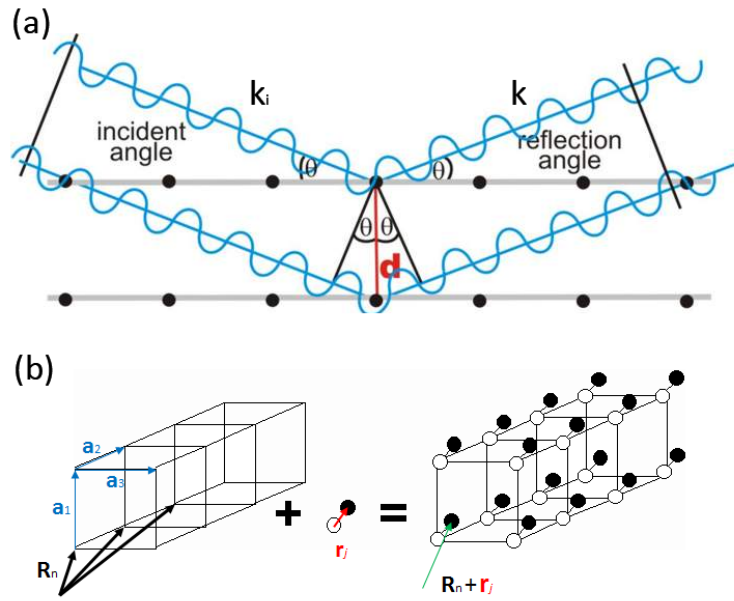 (a)
kᵢ
k
incident
angle
reflection
angle
(θ
θ)
θ θ
d
(b)
a₂
a₃
a₁
Rₙ
+
rⱼ
=
Rₙ+rⱼ